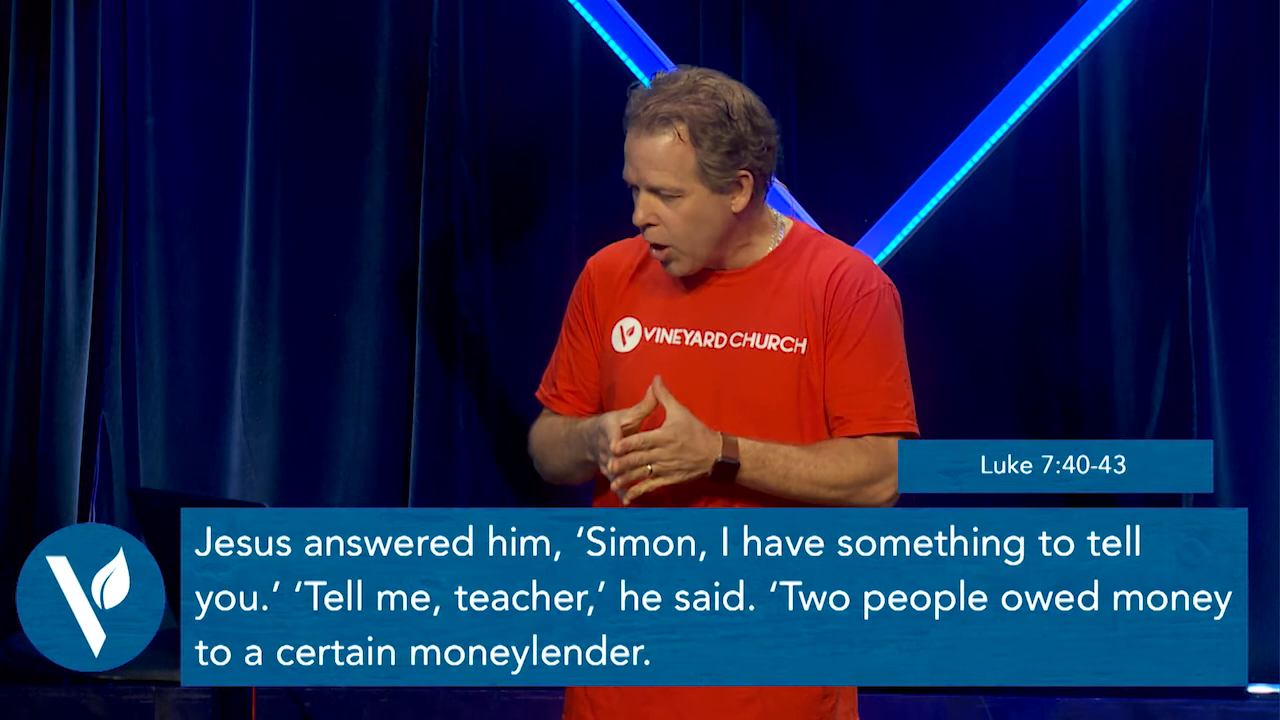 VINEYARD CHURCH
Luke 7:40-43
Jesus answered him, ‘Simon, I have something to tell
you.’ ‘Tell me, teacher,’ he said. ‘Two people owed money
to a certain moneylender.